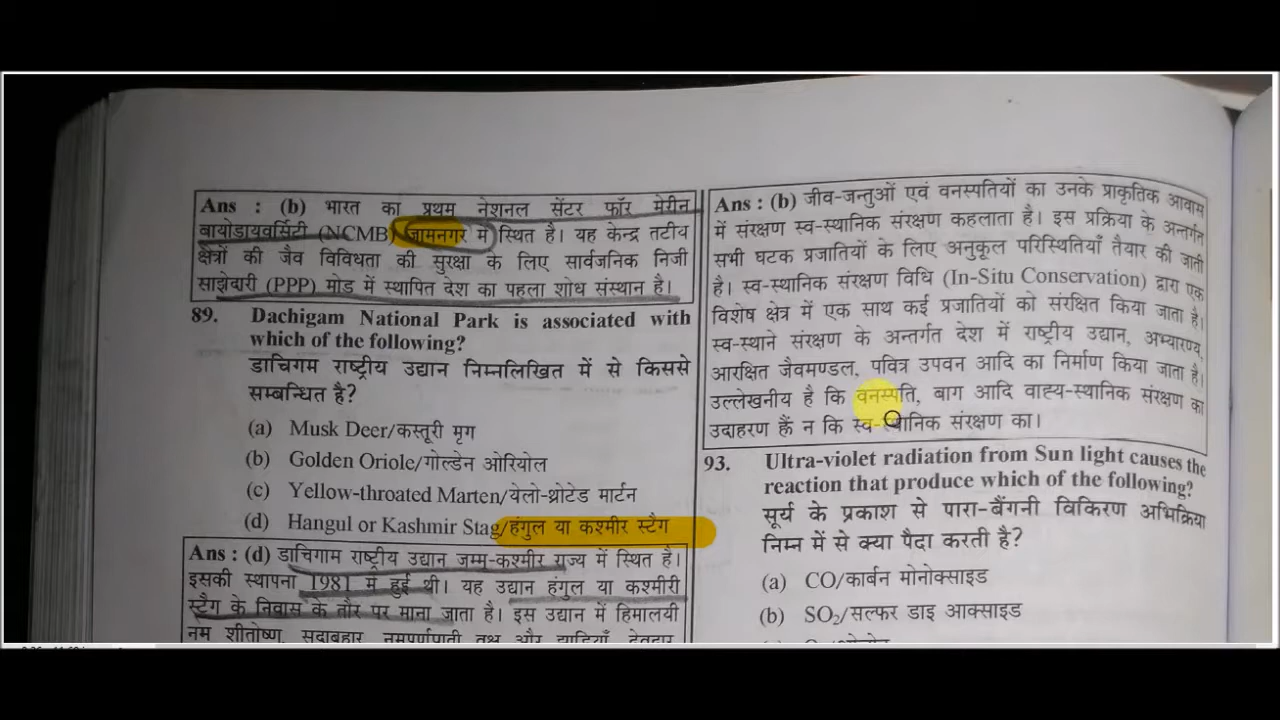 Ans : (b) भारत का प्रथम नेशनल सेंटर फॉर मेरीन
बायोडायवर्सिटी (NCMB) जामनगर में स्थित है। यह केन्द्र तटीय
क्षेत्रों की जैव विविधता की सुरक्षा के लिए सार्वजनिक निजी
साझेदारी (PPP) मोड में स्थापित देश का पहला शोध संस्थान है।
89. Dachigam National Park is associated with
which of the following?
डाचिगम राष्ट्रीय उद्यान निम्नलिखित में से किससे
सम्बन्धित है?
(a) Musk Deer/कस्तूरी मृग
(b) Golden Oriole/गोल्डेन ओरियोल
(c) Yellow-throated Marten/येलो-थ्रोटेड मार्टन
(d) Hangul or Kashmir Stag/हंगुल या कश्मीर स्टैग
Ans : (d) डाचिगाम राष्ट्रीय उद्यान जम्मू-कश्मीर राज्य में स्थित है।
इसकी स्थापना 1981 में हुई थी। यह उद्यान हंगुल या कश्मीरी
स्टैग के निवास के तौर पर माना जाता है। इस उद्यान में हिमालयी
नम शीतोष्ण, सदाबहार, और
Ans : (b) जीव-जन्तुओं एवं वनस्पतियों का उनके प्राकृतिक आवास
में संरक्षण स्व-स्थानिक संरक्षण कहलाता है। इस प्रक्रिया के अन्तर्गत
सभी घटक प्रजातियों के लिए अनुकूल परिस्थितियाँ तैयार की जाती
है। स्व-स्थानिक संरक्षण विधि (In-Situ Conservation) द्वारा एक
विशेष क्षेत्र में एक साथ कई प्रजातियों को संरक्षित किया जाता है।
स्व-स्थाने संरक्षण के अन्तर्गत देश में राष्ट्रीय उद्यान, अभ्यारण्य,
आरक्षित जैवमण्डल, पवित्र उपवन आदि का निर्माण किया जाता है।
उल्लेखनीय है कि वनस्पति, बाग आदि वाह्य-स्थानिक संरक्षण का
उदाहरण हैं न कि स्व-स्थानिक संरक्षण का।
93. Ultra-violet radiation from Sun light causes the
reaction that produce which of the following?
सूर्य के प्रकाश से पारा-बैंगनी विकिरण अभिक्रिया
निम्न में से क्या पैदा करती है?
(a) CO/कार्बन मोनोक्साइड
(b) SO₂/सल्फर डाइ आक्साइड